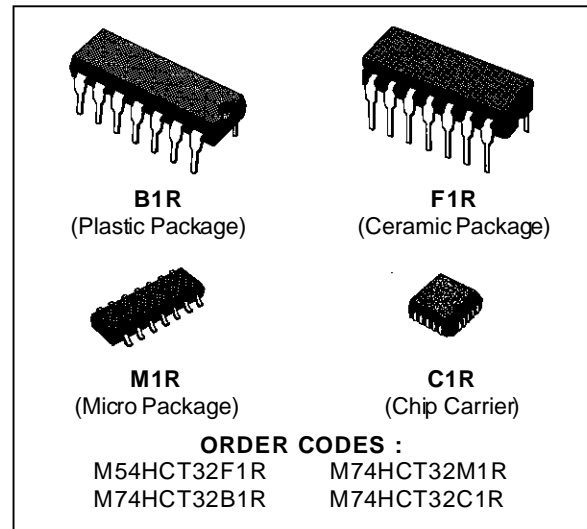 B1R
(Plastic Package)
F1R
(Ceramic Package)
M1R
(Micro Package)
C1R
(Chip Carrier)
ORDER CODES :
M54HCT32F1R M74HCT32M1R
M74HCT32B1R M74HCT32C1R